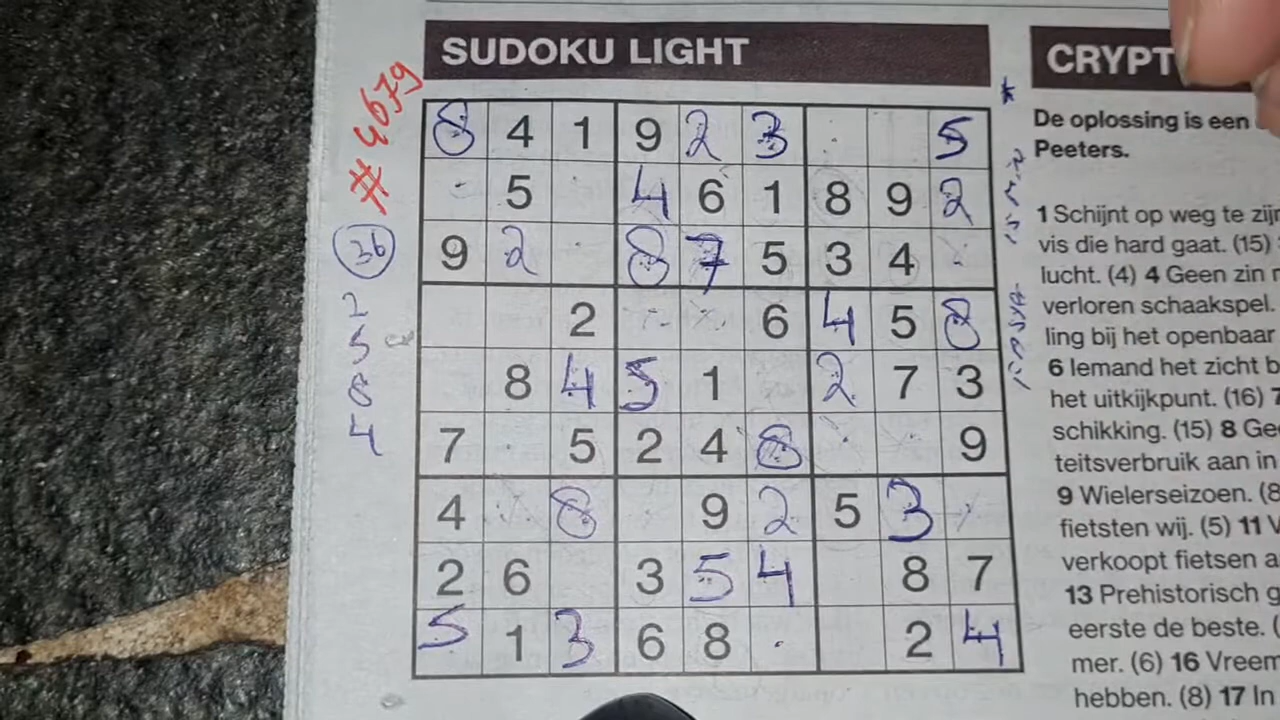 SUDOKU LIGHT
CRYPT
# 4679
36
8 4 1 9 2 3 5
5 4 6 1 8 9 2
9 2 8 7 5 3 4
2 6 4 5 8
8 4 5 1 2 7 3
7 5 2 4 8 9
4 8 9 2 5 3
2 6 3 5 4 8 7
5 1 3 6 8 2 4
De oplossing is een
Peeters.
1 Schijnt op weg te zijn
vis die hard gaat. (15)
lucht. (4) 4 Geen zin
verloren schaakspel.
ling bij het openbaar
6 Iemand het zicht
het uitkijkpunt. (16) 7
schikking. (15) 8
teitsverbruik aan in
9 Wielerseizoen. (8
fietsten wij. (5) 11
verkoopt fietsen
13 Prehistorisch
eerste de beste. (
mer. (6) 16
hebben. (8) 17 In